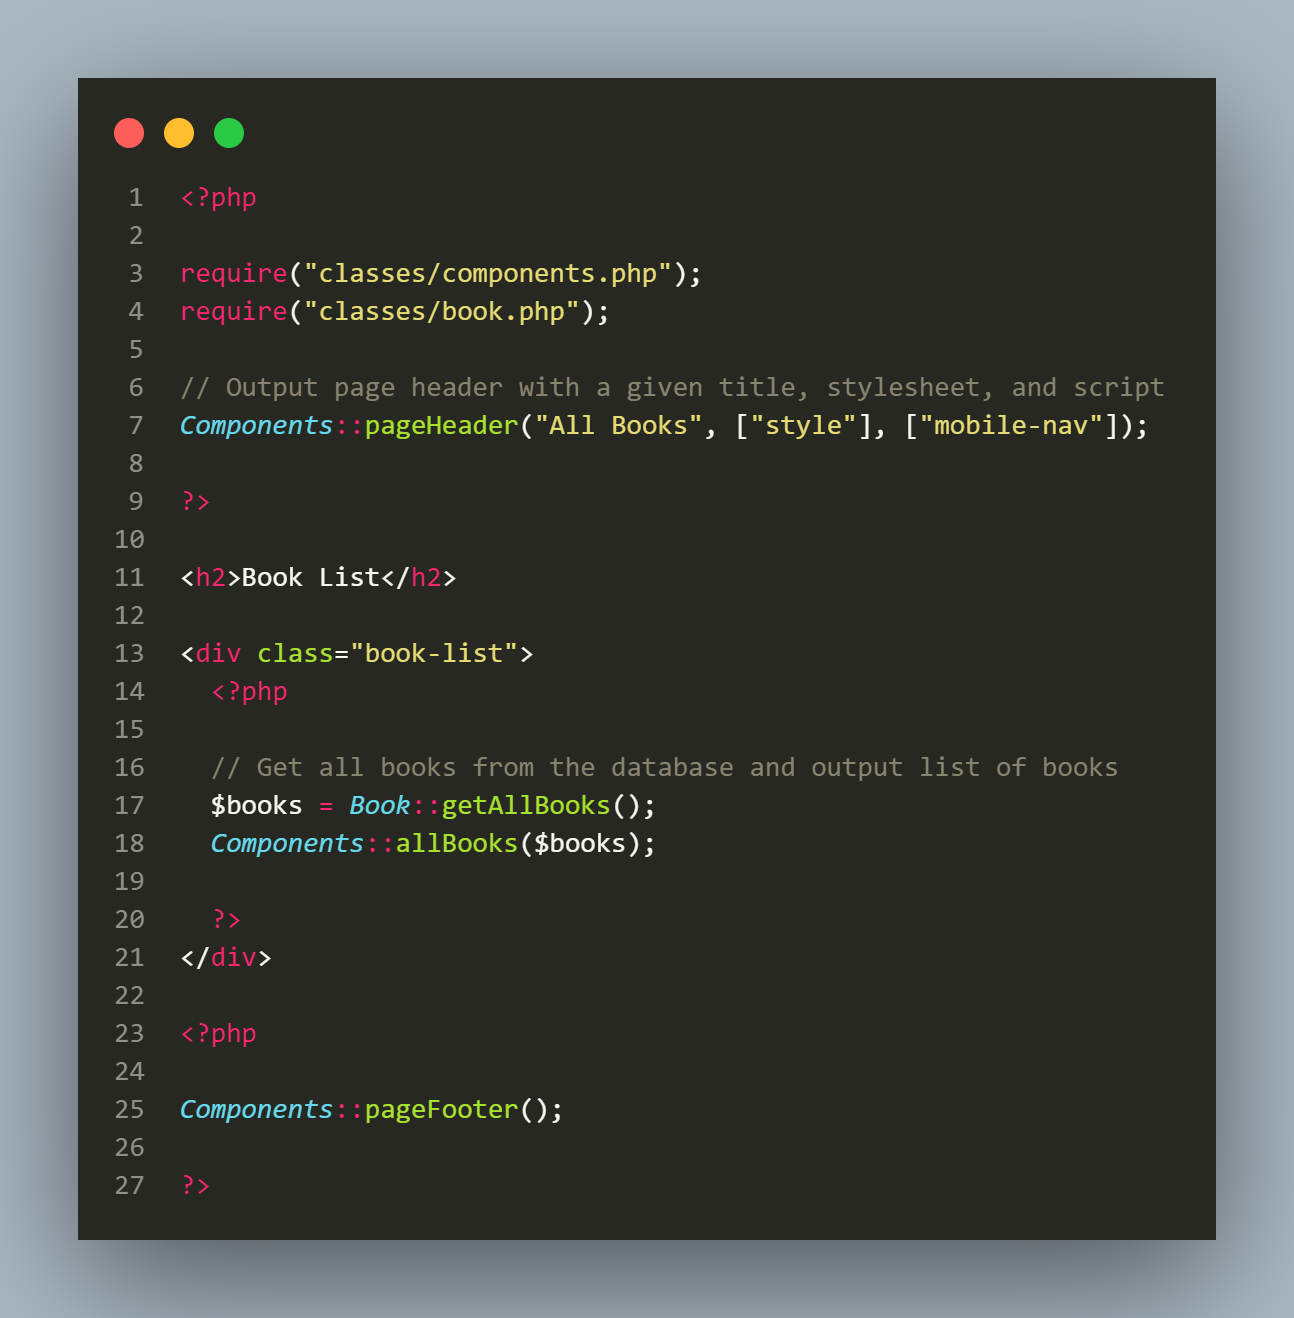 1 <?php
2
3 require("classes/components.php");
4 require("classes/book.php");
5
6 // Output page header with a given title, stylesheet, and script
7 Components::pageHeader("All Books", ["style"], ["mobile-nav"]);
8
9 ?>
10
11 <h2>Book List</h2>
12
13 <div class="book-list">
14   <?php
15
16   // Get all books from the database and output list of books
17   $books = Book::getAllBooks();
18   Components::allBooks($books);
19
20   ?>
21 </div>
22
23 <?php
24
25 Components::pageFooter();
26
27 ?>